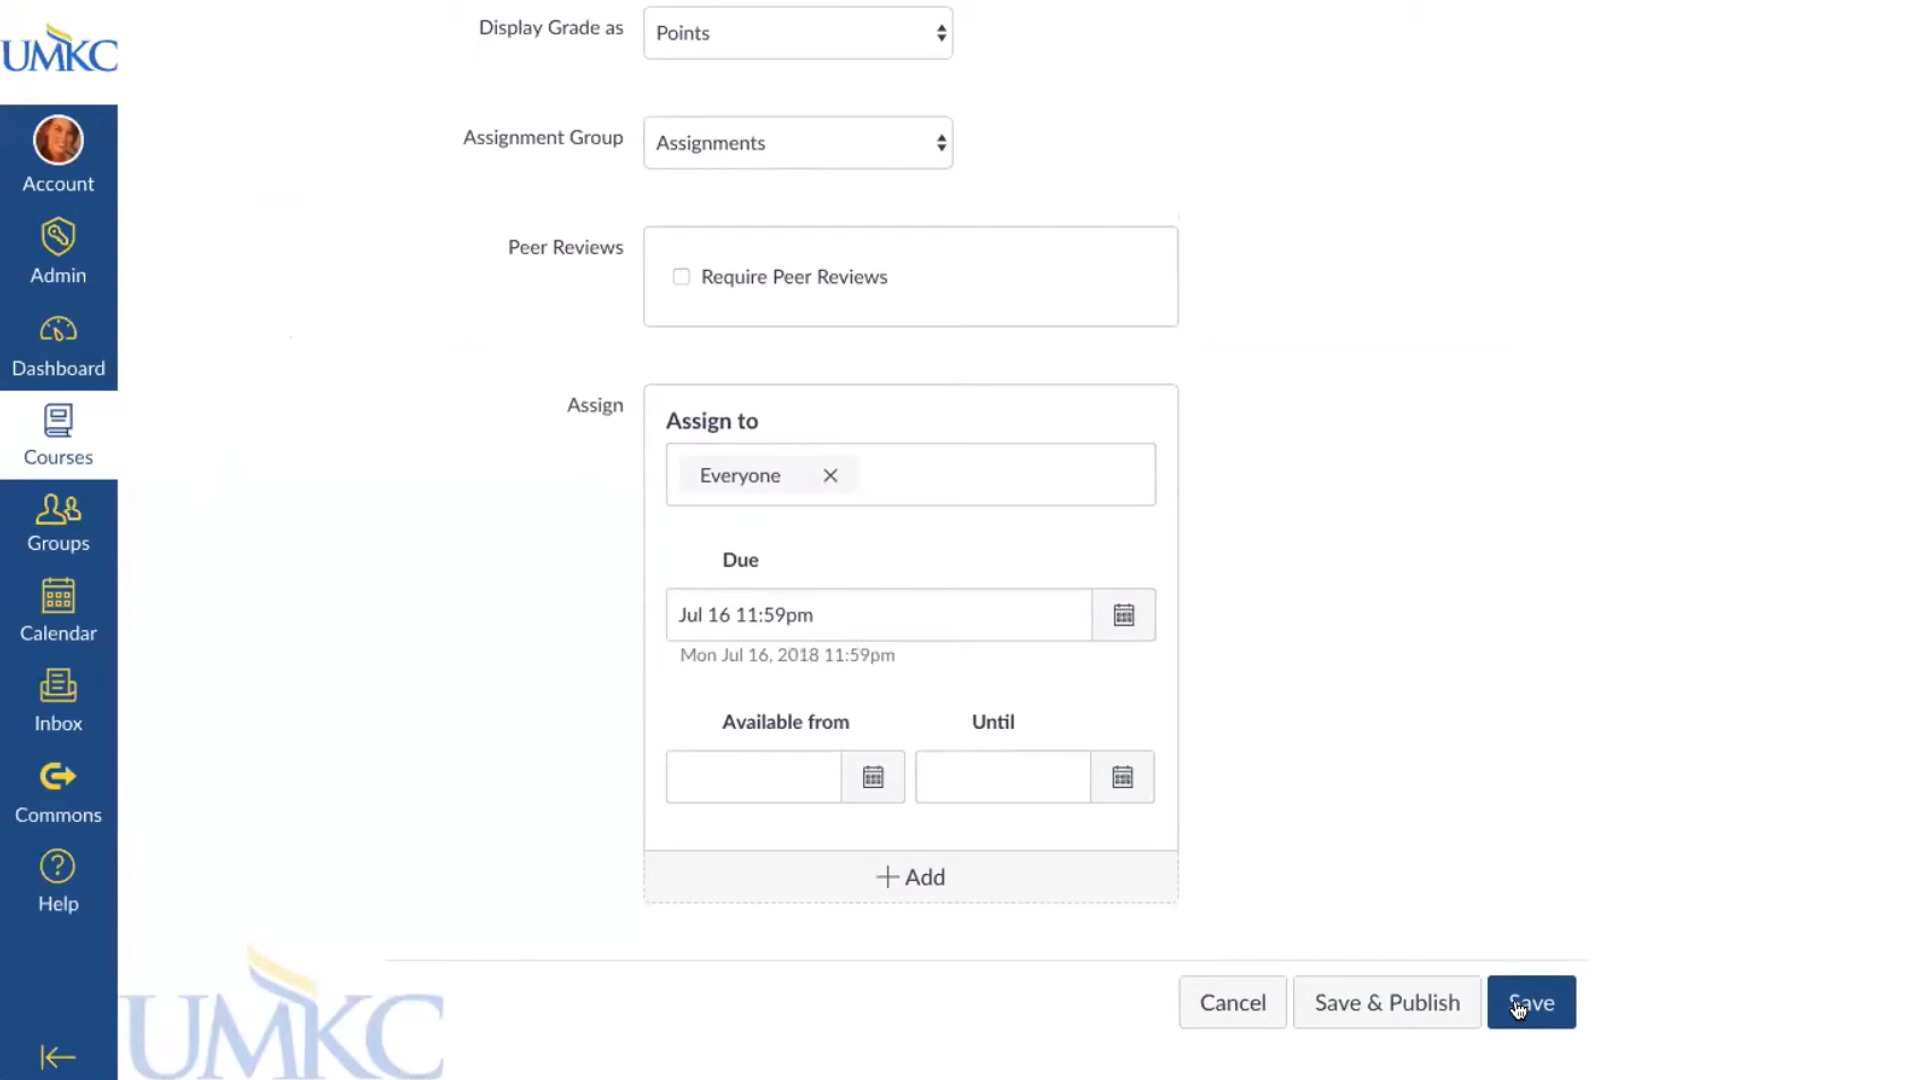 UMKC
Account
Admin
Dashboard
Courses
Groups
Calendar
Inbox
Commons
Help
Display Grade as
Points
Assignment Group
Assignments
Peer Reviews
Require Peer Reviews
Assign
Assign to
Everyone
Due
Jul 16 11:59pm
Mon Jul 16, 2018 11:59pm
Available from
Until
+ Add
Cancel
Save & Publish
Save
UMKC